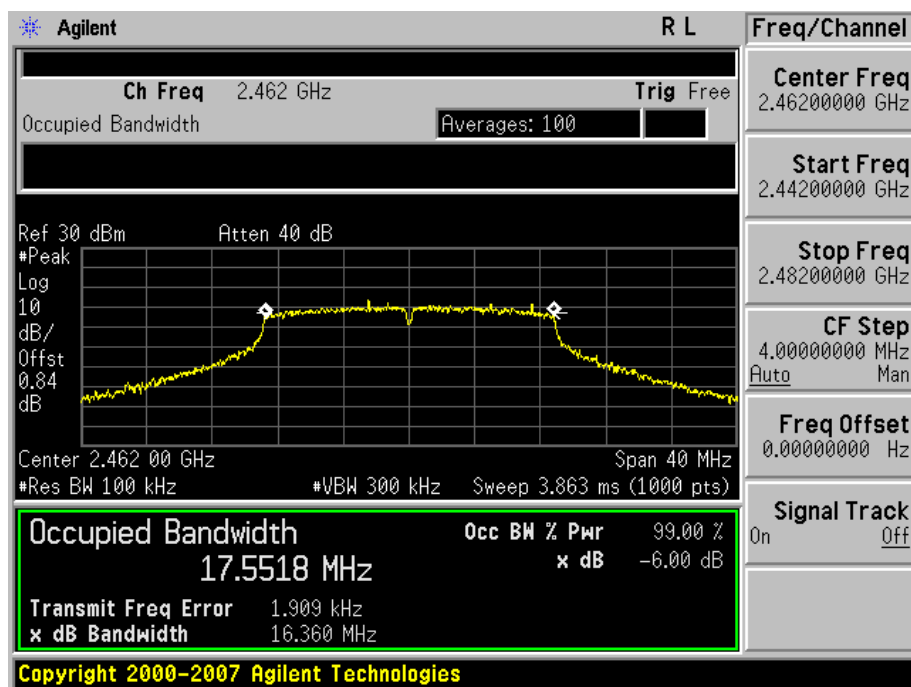 Agilent R L Freq/Channel
Ch Freq 2.462 GHz Trig Free
Occupied Bandwidth Averages: 100
Center Freq
2.46200000 GHz
Start Freq
2.44200000 GHz
Stop Freq
2.48200000 GHz
CF Step
4.00000000 MHz
Auto Man
Freq Offset
0.00000000 Hz
Signal Track
On Off
Ref 30 dBm Atten 40 dB
#Peak
Log
10
dB/
Offst
0.84
dB
Center 2.462 00 GHz Span 40 MHz
#Res BW 100 kHz #VBW 300 kHz Sweep 3.863 ms (1000 pts)
Occupied Bandwidth Occ BW % Pwr 99.00 %
17.5518 MHz x dB -6.00 dB
Transmit Freq Error 1.909 kHz
x dB Bandwidth 16.360 MHz
Copyright 2000-2007 Agilent Technologies